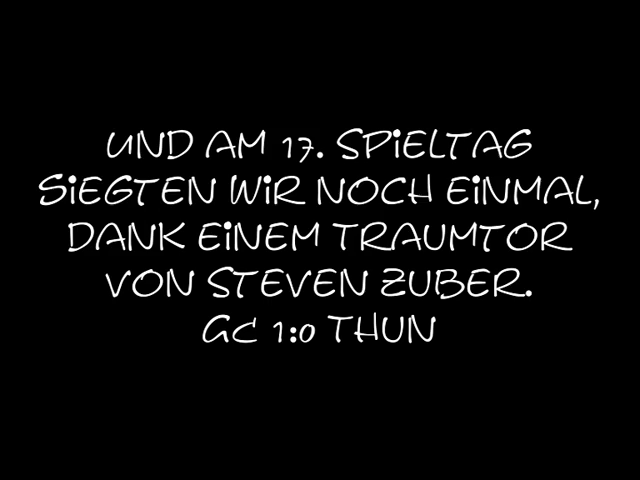 UND AM 17. SPIELTAG
SIEGTEN WIR NOCH EINMAL,
DANK EINEM TRAUMTOR
VON STEVEN ZUBER.
GC 1:0 THUN